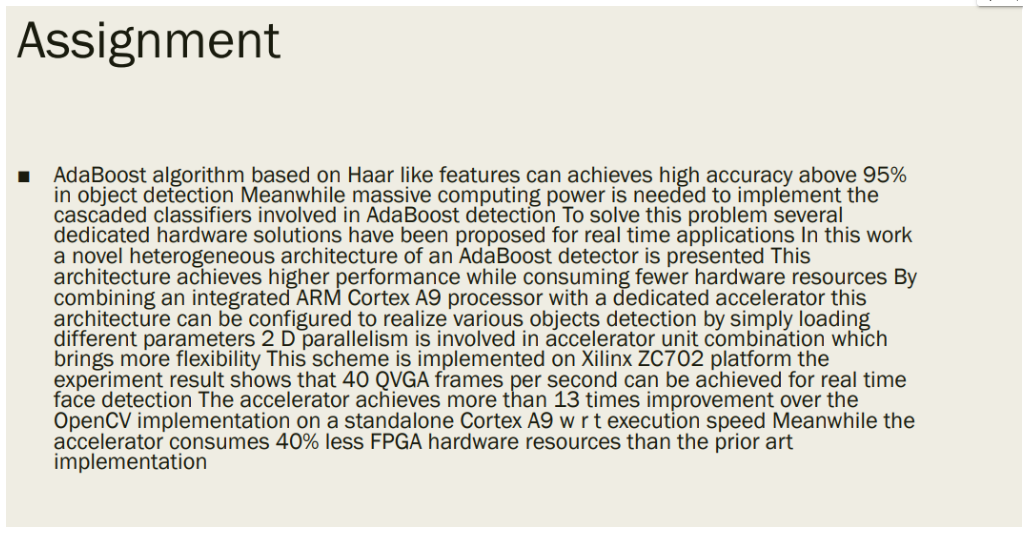 Assignment
■ AdaBoost algorithm based on Haar like features can achieves high accuracy above 95%
in object detection Meanwhile massive computing power is needed to implement the
cascaded classifiers involved in AdaBoost detection To solve this problem several
dedicated hardware solutions have been proposed for real time applications In this work
a novel heterogeneous architecture of an AdaBoost detector is presented This
architecture achieves higher performance while consuming fewer hardware resources By
combining an integrated ARM Cortex A9 processor with a dedicated accelerator this
architecture can be configured to realize various objects detection by simply loading
different parameters 2 D parallelism is involved in accelerator unit combination which
brings more flexibility This scheme is implemented on Xilinx ZC702 platform the
experiment result shows that 40 QVGA frames per second can be achieved for real time
face detection The accelerator achieves more than 13 times improvement over the
OpenCV implementation on a standalone Cortex A9 w r t execution speed Meanwhile the
accelerator consumes 40% less FPGA hardware resources than the prior art
implementation